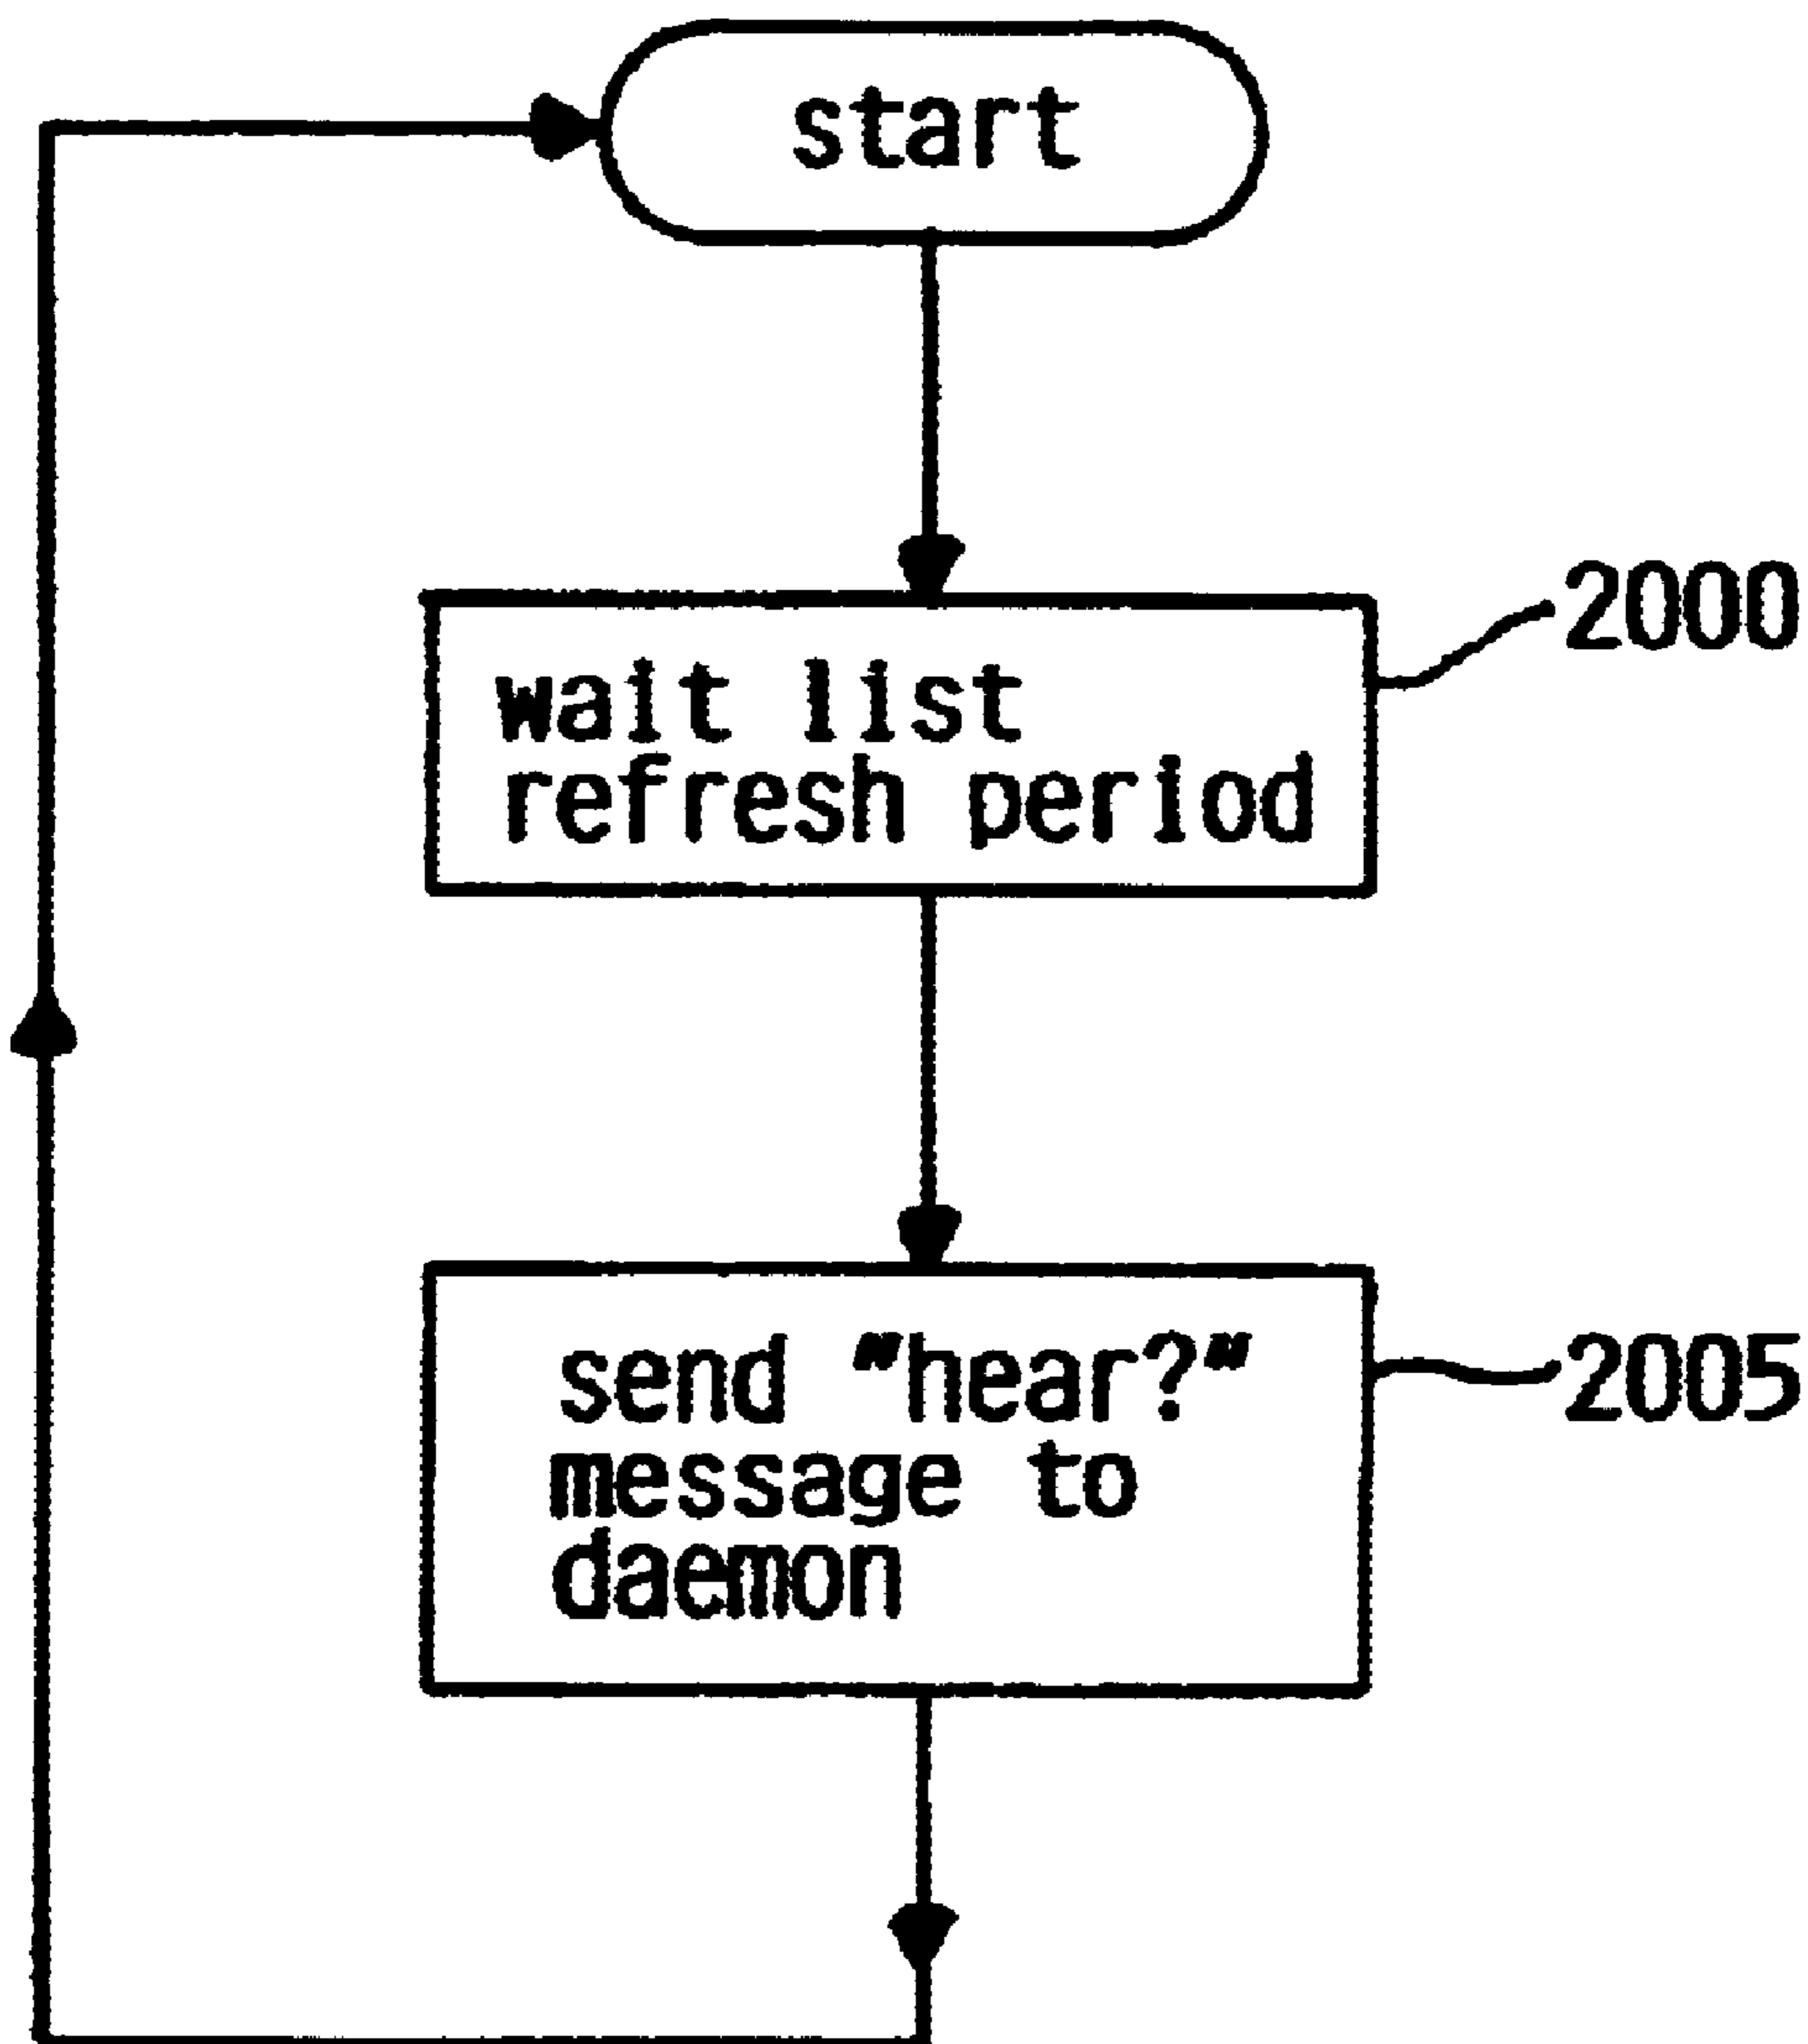 start
2000
wait list
refresh period
send "hear?"
message to
daemon
2005